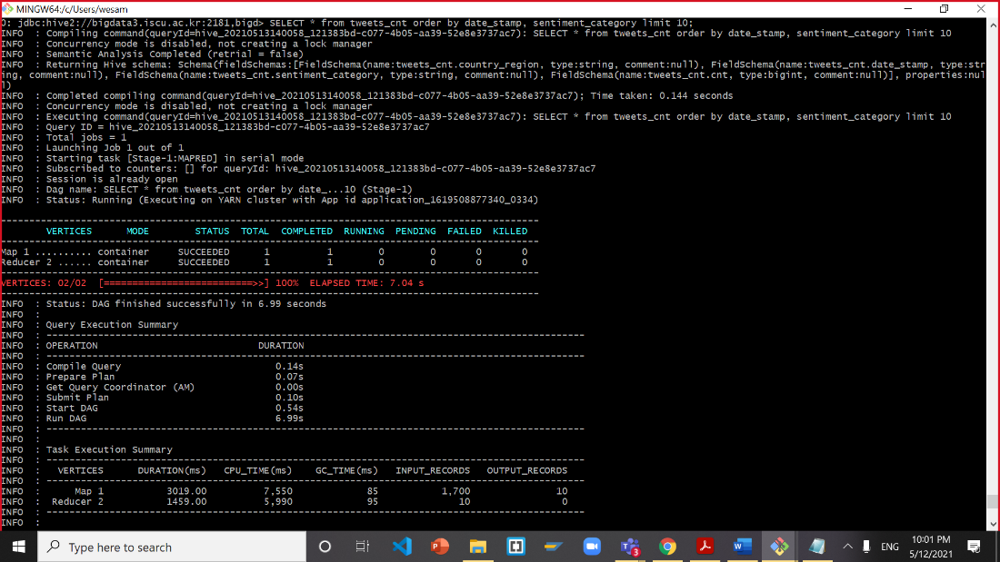 MINGW64:/c/Users/wesam
0: jdbc:hive2://bigdata3.iscu.ac.kr:2181,bigd> SELECT * from tweets_cnt order by date_stamp, sentiment_category limit 10;
INFO  : Compiling command(queryId=hive_20210513140058_121383bd-c077-4b05-aa39-52e8e3737ac7): SELECT * from tweets_cnt order by date_stamp, sentiment_category limit 10
INFO  : Concurrency mode is disabled, not creating a lock manager
INFO  : Semantic Analysis Completed (retrial = false)
INFO  : Returning Hive schema: Schema(fieldSchemas:[FieldSchema(name:tweets_cnt.country_region, type:string, comment:null), FieldSchema(name:tweets_cnt.date_stamp, type:stri
ng, comment:null), FieldSchema(name:tweets_cnt.sentiment_category, type:string, comment:null), FieldSchema(name:tweets_cnt.cnt, type:bigint, comment:null)], properties:nul
l)
INFO  : Completed compiling command(queryId=hive_20210513140058_121383bd-c077-4b05-aa39-52e8e3737ac7); Time taken: 0.144 seconds
INFO  : Concurrency mode is disabled, not creating a lock manager
INFO  : Executing command(queryId=hive_20210513140058_121383bd-c077-4b05-aa39-52e8e3737ac7): SELECT * from tweets_cnt order by date_stamp, sentiment_category limit 10
INFO  : Query ID = hive_20210513140058_121383bd-c077-4b05-aa39-52e8e3737ac7
INFO  : Total jobs = 1
INFO  : Launching Job 1 out of 1
INFO  : Starting task [Stage-1:MAPRED] in serial mode
INFO  : Subscribed to counters: [] for queryId: hive_20210513140058_121383bd-c077-4b05-aa39-52e8e3737ac7
INFO  : Session is already open
INFO  : Dag name: SELECT * from tweets_cnt order by date_...10 (Stage-1)
INFO  : Status: Running (Executing on YARN cluster with App id application_1619508877340_0334)
----------------------------------------------------------------------------------------------
VERTICES MODE STATUS TOTAL COMPLETED RUNNING PENDING FAILED KILLED
----------------------------------------------------------------------------------------------
Map 1 .......... container SUCCEEDED 1 1 0 0 0 0
Reducer 2 ...... container SUCCEEDED 1 1 0 0 0 0
----------------------------------------------------------------------------------------------
VERTICES: 02/02 [==========================>>] 100% ELAPSED TIME: 7.04 s
----------------------------------------------------------------------------------------------
INFO  : Status: DAG finished successfully in 6.99 seconds
INFO  :
INFO  : Query Execution Summary
INFO  : ----------------------------------------------------------------------------------------------
INFO  : OPERATION DURATION
INFO  : ----------------------------------------------------------------------------------------------
INFO  : Compile Query 0.14s
INFO  : Prepare Plan 0.07s
INFO  : Get Query Coordinator (AM) 0.00s
INFO  : Submit Plan 0.10s
INFO  : Start DAG 0.54s
INFO  : Run DAG 6.99s
INFO  : ----------------------------------------------------------------------------------------------
INFO  :
INFO  : Task Execution Summary
INFO  : ----------------------------------------------------------------------------------------------
INFO  : VERTICES DURATION(ms) CPU_TIME(ms) GC_TIME(ms) INPUT_RECORDS OUTPUT_RECORDS
INFO  : ----------------------------------------------------------------------------------------------
INFO  : Map 1 3019.00 7,550 85 1,700 10
INFO  : Reducer 2 1459.00 5,990 95 10 0
INFO  : ----------------------------------------------------------------------------------------------
INFO  :
Type here to search
3
ENG
10:01 PM
5/12/2021